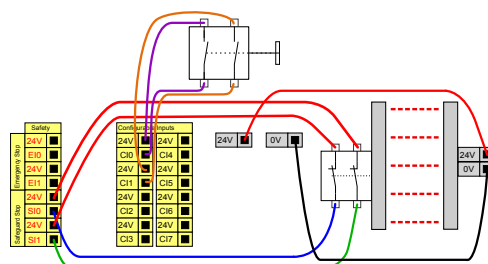 Safety
Emergency Stop
24V
EI0
24V
EI1
Safeguard Stop
24V
SI0
24V
SI1
Configurable Inputs
24V 24V
CI0 CI4
24V 24V
CI1 CI5
24V 24V
CI2 CI6
24V 24V
CI3 CI7
24V
0V
24V
0V